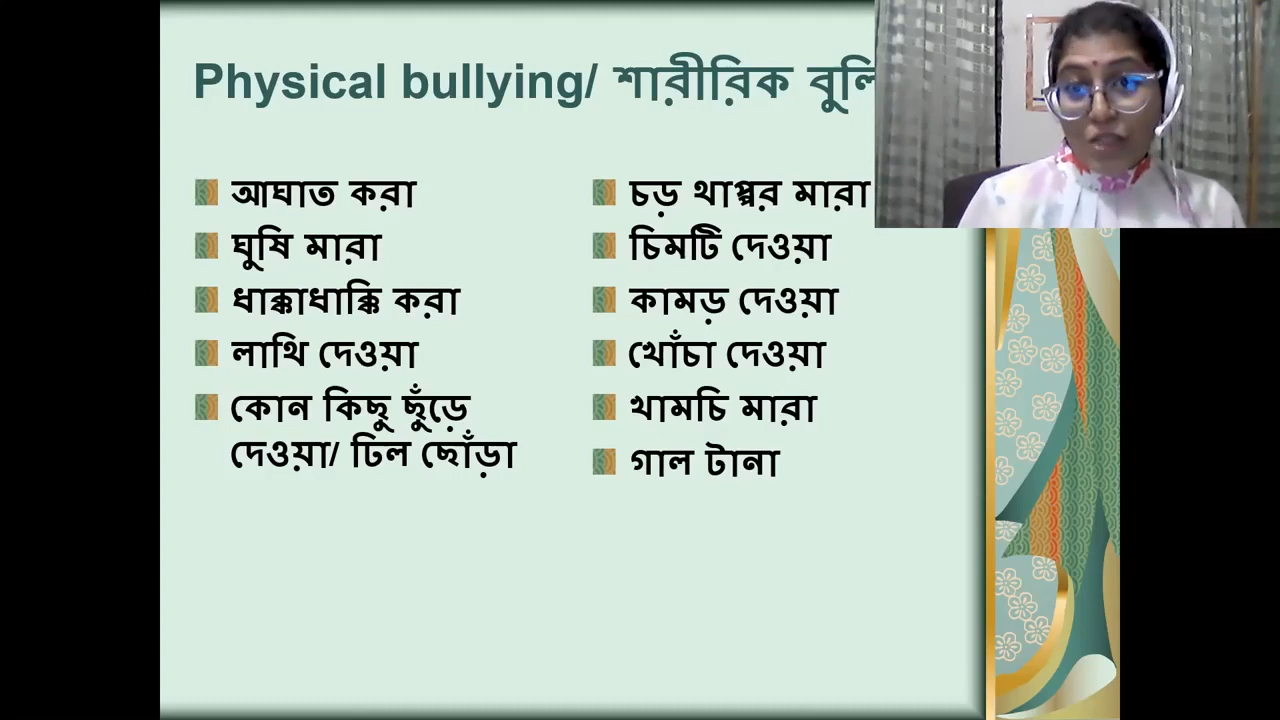 Physical bullying/ শারীরিক
আঘাত করা
ঘুষি মারা
ধাক্কাধাক্কি করা
লাথি দেওয়া
কোন কিছু ছুঁড়ে
দেওয়া/ ঢিল ছোঁড়া
চড় থাপ্পর মারা
চিমটি দেওয়া
কামড় দেওয়া
খোঁচা দেওয়া
খামচি মারা
গাল টানা